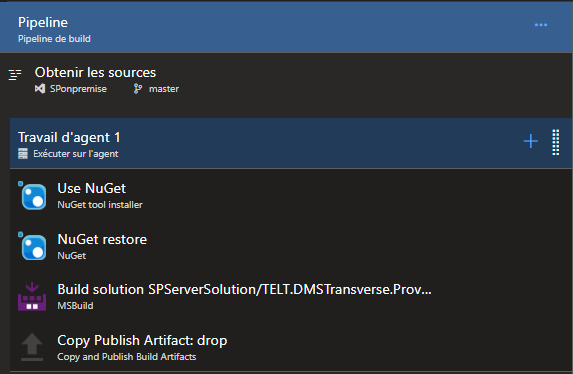 Pipeline
Pipeline de build
...
Obtenir les sources
SPonpremise master
Travail d'agent 1
Exécuter sur l'agent
Use NuGet
NuGet tool installer
NuGet restore
NuGet
Build solution SPServerSolution/TELT.DMSTransverse.Prov...
MSBuild
Copy Publish Artifact: drop
Copy and Publish Build Artifacts